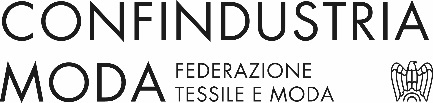 CONFINDUSTRIA
MODA FEDERAZIONE
TESSILE E MODA